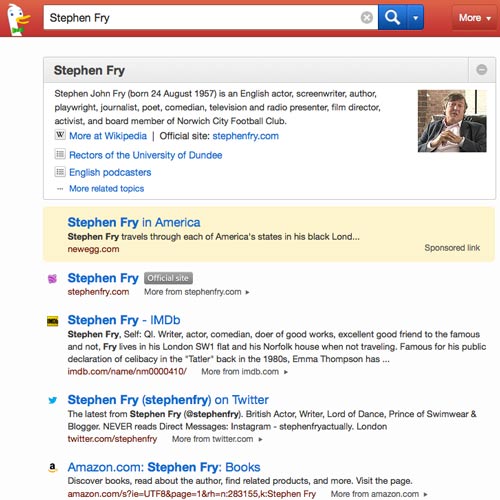 Stephen Fry
More
Stephen Fry
Stephen John Fry (born 24 August 1957) is an English actor, screenwriter, author,
playwright, journalist, poet, comedian, television and radio presenter, film director,
activist, and board member of Norwich City Football Club.
W More at Wikipedia | Official site: stephenfry.com
Rectors of the University of Dundee
English podcasters
... More related topics
Stephen Fry in America
Stephen Fry travels through each of America's states in his black Lond...
newegg.com Sponsored link
Stephen Fry Official site
stephenfry.com More from stephenfry.com
IMDb Stephen Fry - IMDb
Stephen Fry, Self: QI. Writer, actor, comedian, doer of good works, excellent good friend to the famous
and not, Fry lives in his London SW1 flat and his Norfolk house when not traveling. Famous for his public
declaration of celibacy in the "Tatler" back in the 1980s, Emma Thompson has ...
imdb.com/name/nm0000410/ More from imdb.com
Stephen Fry (stephenfry) on Twitter
The latest from Stephen Fry (@stephenfry). British Actor, Writer, Lord of Dance, Prince of Swimwear &
Blogger. NEVER reads Direct Messages: Instagram - stephenfryactually. London
twitter.com/stephenfry More from twitter.com
a Amazon.com: Stephen Fry: Books
Discover books, read about the author, find related products, and more. Visit the page.
amazon.com/s?ie=UTF8&page=1&rh=n:283155,k:Stephen Fry More from amazon.com